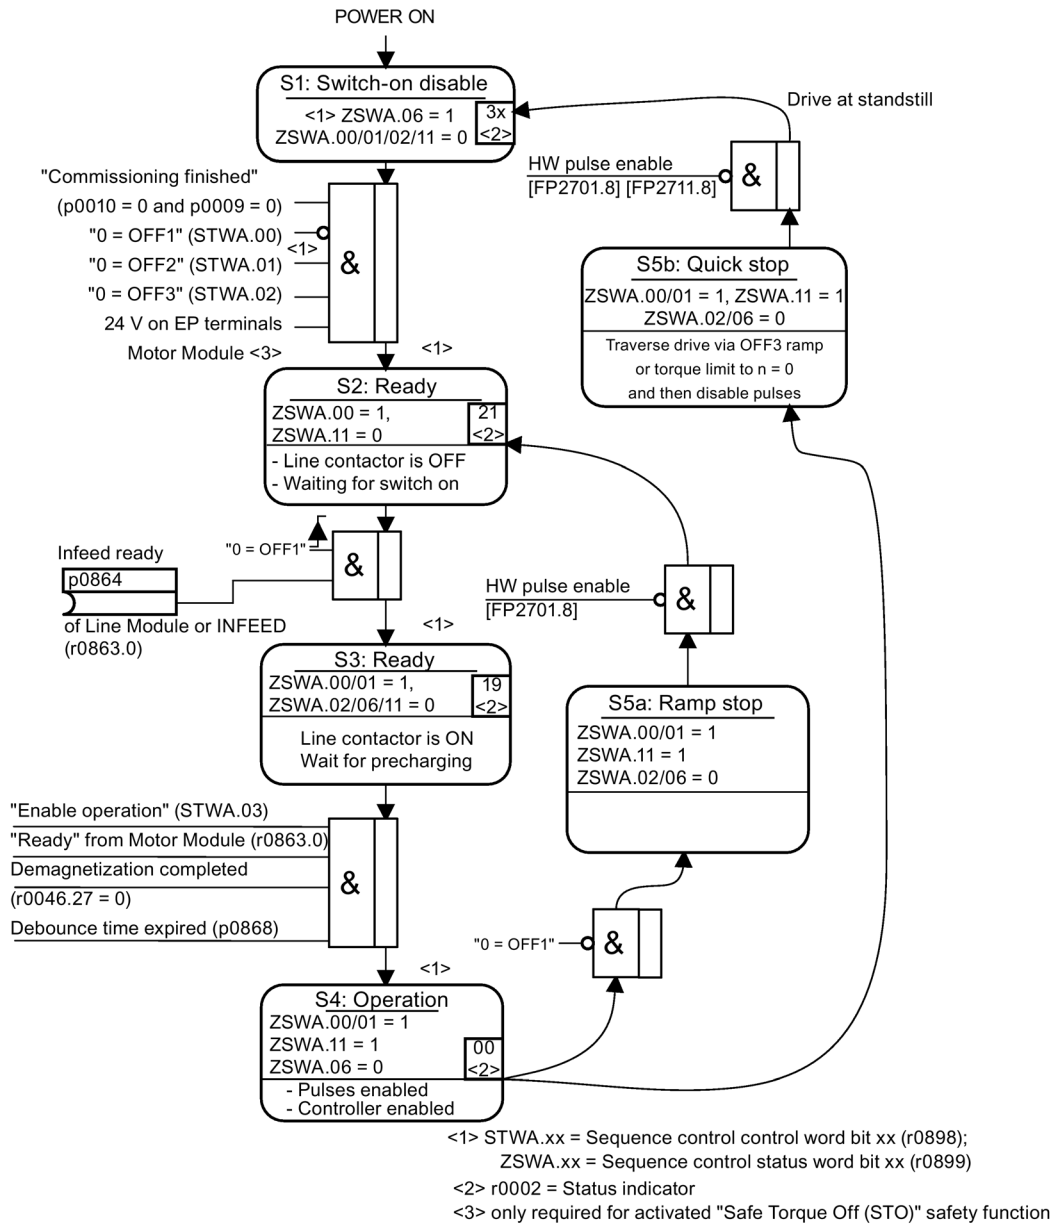 POWER ON
S1: Switch-on disable
<1> ZSWA.06 = 1
ZSWA.00/01/02/11 = 0
3x
<2>
Drive at standstill
HW pulse enable
[FP2701.8] [FP2711.8]
&
"Commissioning finished"
(p0010 = 0 and p0009 = 0)
"0 = OFF1" (STWA.00)
<1>
"0 = OFF2" (STWA.01)
"0 = OFF3" (STWA.02)
24 V on EP terminals
Motor Module <3>
&
<1>
S5b: Quick stop
ZSWA.00/01 = 1, ZSWA.11 = 1
ZSWA.02/06 = 0
Traverse drive via OFF3 ramp
or torque limit to n = 0
and then disable pulses
S2: Ready
ZSWA.00 = 1,
ZSWA.11 = 0
21
<2>
- Line contactor is OFF
- Waiting for switch on
"0 = OFF1"
&
Infeed ready
p0864
of Line Module or INFEED
(r0863.0)
<1>
HW pulse enable
[FP2701.8]
&
S3: Ready
ZSWA.00/01 = 1,
ZSWA.02/06/11 = 0
19
<2>
Line contactor is ON
Wait for precharging
S5a: Ramp stop
ZSWA.00/01 = 1
ZSWA.11 = 1
ZSWA.02/06 = 0
"Enable operation" (STWA.03)
"Ready" from Motor Module (r0863.0)
Demagnetization completed
(r0046.27 = 0)
Debounce time expired (p0868)
&
"0 = OFF1"
&
<1>
S4: Operation
ZSWA.00/01 = 1
ZSWA.11 = 1
ZSWA.06 = 0
00
<2>
- Pulses enabled
- Controller enabled
<1> STWA.xx = Sequence control control word bit xx (r0898);
ZSWA.xx = Sequence control status word bit xx (r0899)
<2> r0002 = Status indicator
<3> only required for activated "Safe Torque Off (STO)" safety function